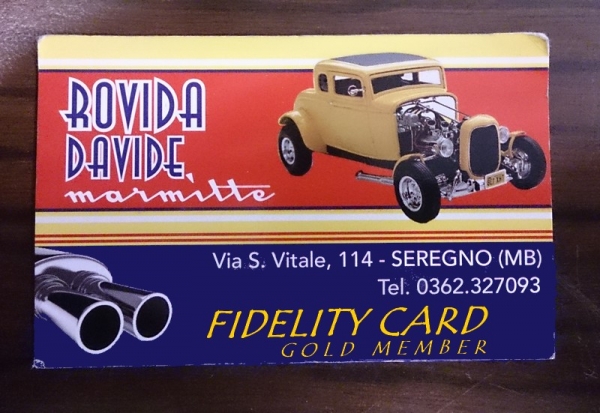 ROVIDA
DAVIDE
marmitte
Via S. Vitale, 114 - SEREGNO (MB)
Tel. 0362.327093
FIDELITY CARD
GOLD MEMBER